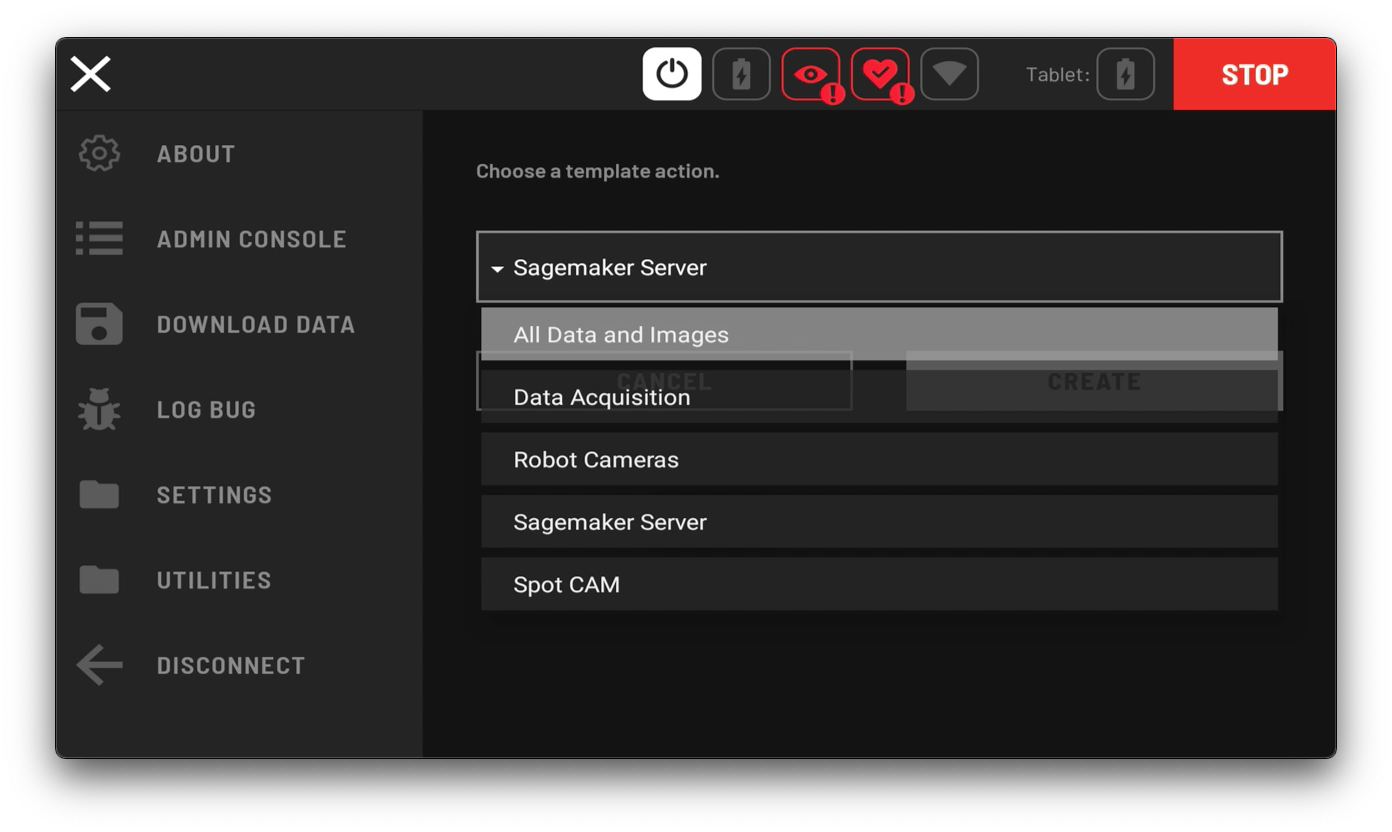 Tablet:
STOP
ABOUT
ADMIN CONSOLE
DOWNLOAD DATA
LOG BUG
SETTINGS
UTILITIES
DISCONNECT
Choose a template action.
Sagemaker Server
All Data and Images
CANCEL
CREATE
Data Acquisition
Robot Cameras
Sagemaker Server
Spot CAM